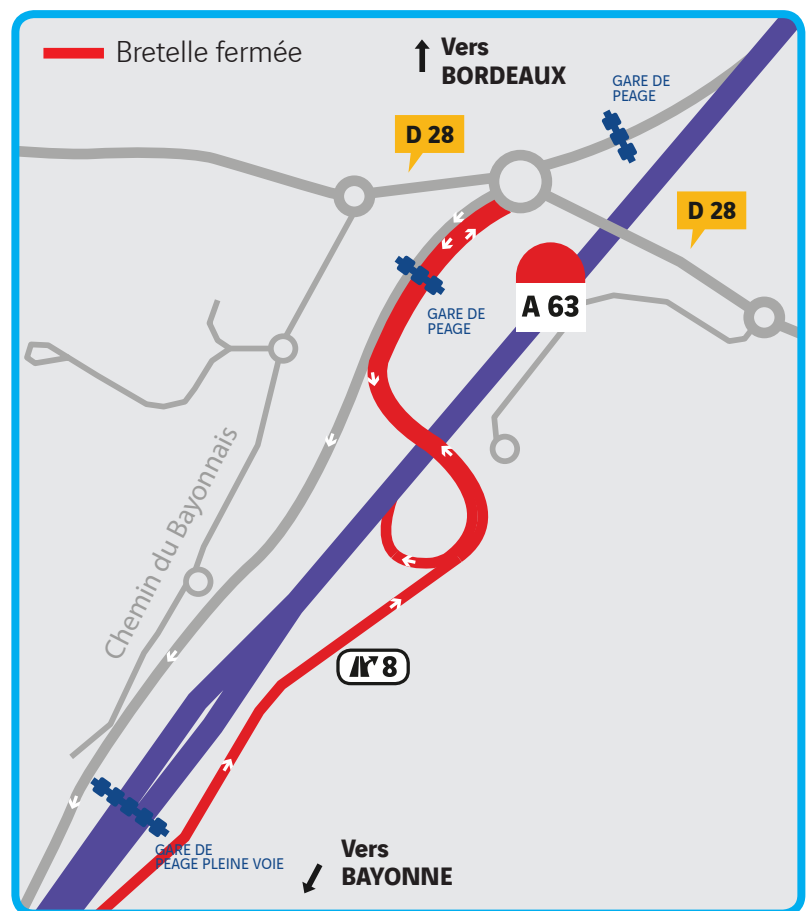 Bretelle fermée
Vers
BORDEAUX
GARE DE
PEAGE
D 28
D 28
A 63
GARE DE
PEAGE
Chemin du Bayonnais
8
GARE DE
PEAGE PLEINE VOIE
Vers
BAYONNE